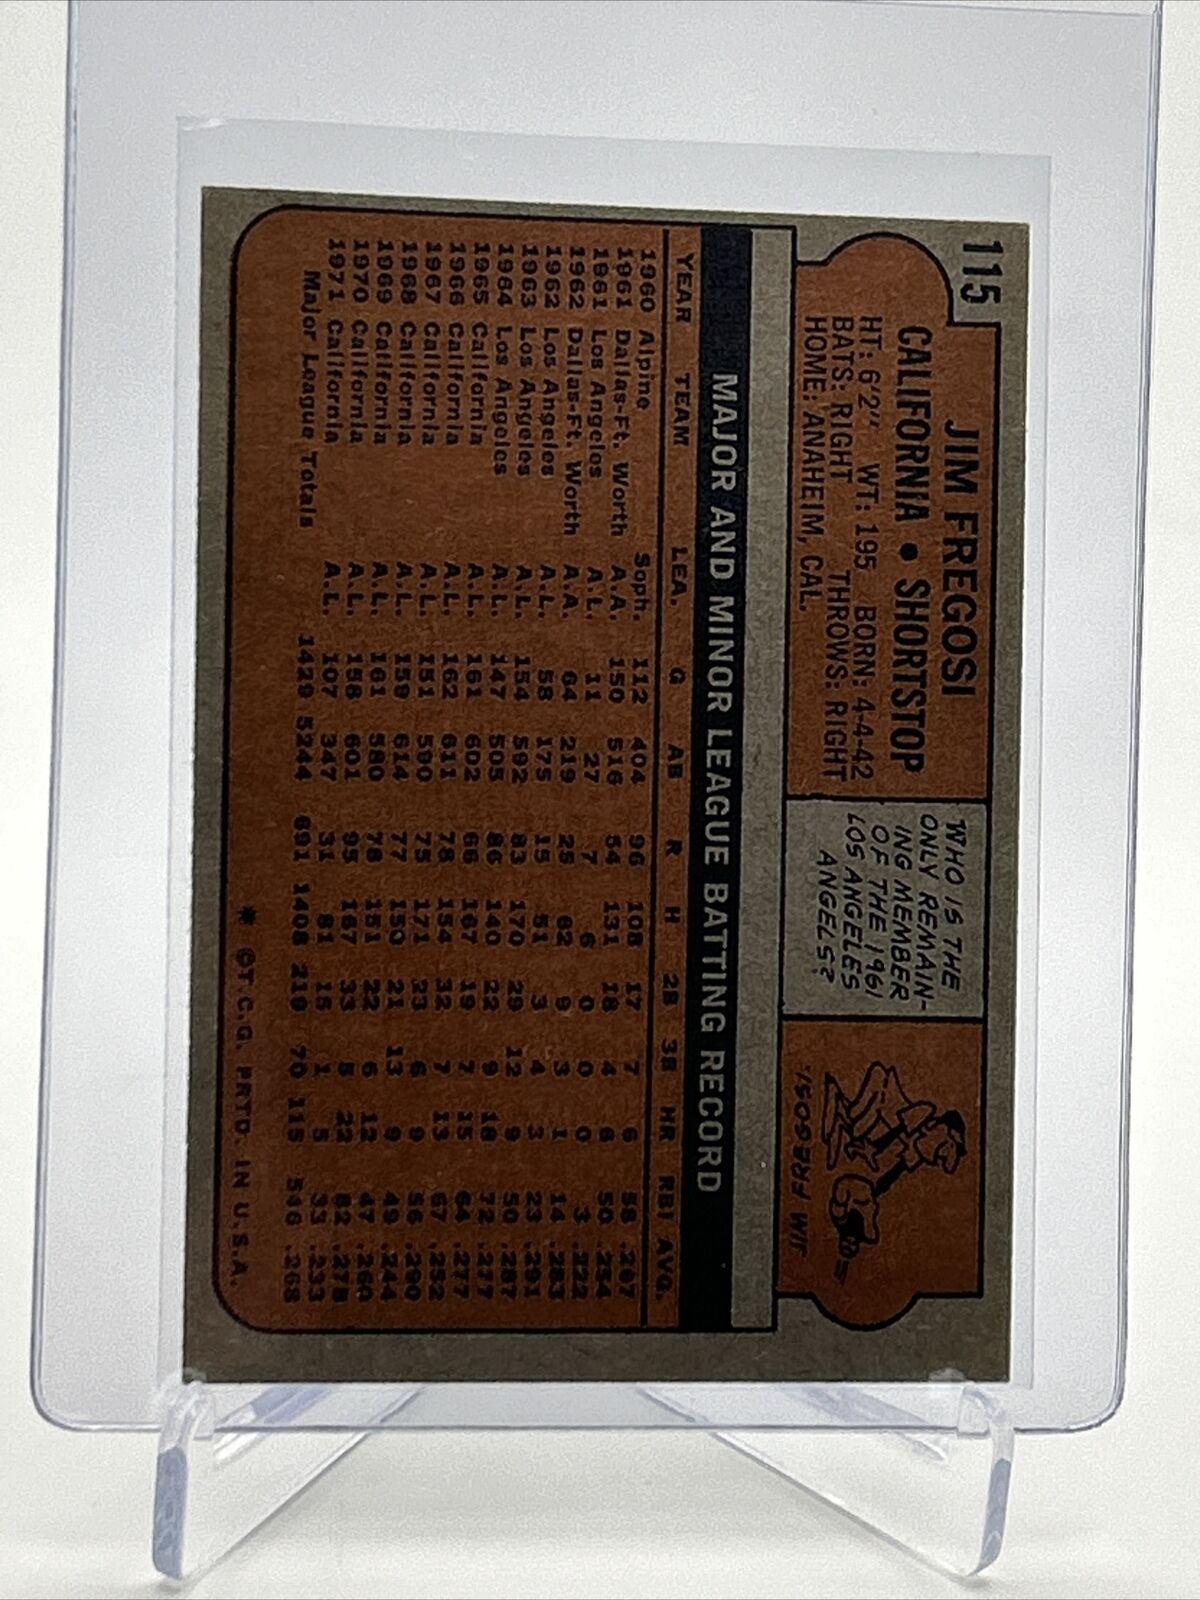 115
JIM FREGOSI
CALIFORNIA • SHORTSTOP
HT: 6'2" WT: 195 BORN: 4-4-42
BATS: RIGHT THROWS: RIGHT
HOME: ANAHEIM, CAL.
WHO IS THE
ONLY REMAIN-
ING MEMBER
OF THE 1961
LOS ANGELES
ANGELS?
JIM FREGOSI.
MAJOR AND MINOR LEAGUE BATTING RECORD
YEAR TEAM LEA. G AB R H 2B 3B HR RBI AVG.
1960 Alpine Soph. 112 404 96 108 17 7 6 58 .267
1961 Dallas-Ft. Worth A.A. 150 516 54 131 18 4 6 50 .254
1961 Los Angeles A.L. 11 27 7 6 0 0 0 3 .222
1962 Dallas-Ft. Worth A.A. 64 219 25 62 9 3 1 14 .283
1962 Los Angeles A.L. 58 175 15 51 3 4 3 23 .291
1963 Los Angeles A.L. 154 592 83 170 29 12 9 50 .287
1964 Los Angeles A.L. 147 505 86 140 22 9 18 72 .277
1965 California A.L. 161 602 66 167 19 7 15 64 .277
1966 California A.L. 162 611 78 154 32 7 13 67 .252
1967 California A.L. 151 590 75 171 23 6 9 56 .290
1968 California A.L. 159 614 77 150 21 13 9 49 .244
1969 California A.L. 161 580 78 151 22 6 12 47 .260
1970 California A.L. 158 601 95 167 33 5 22 82 .278
1971 California A.L. 107 347 31 81 15 1 5 33 .233
Major League Totals 1429 5244 691 1408 219 70 115 546 .268
* ©T.C.G. PRTD. IN U.S.A.